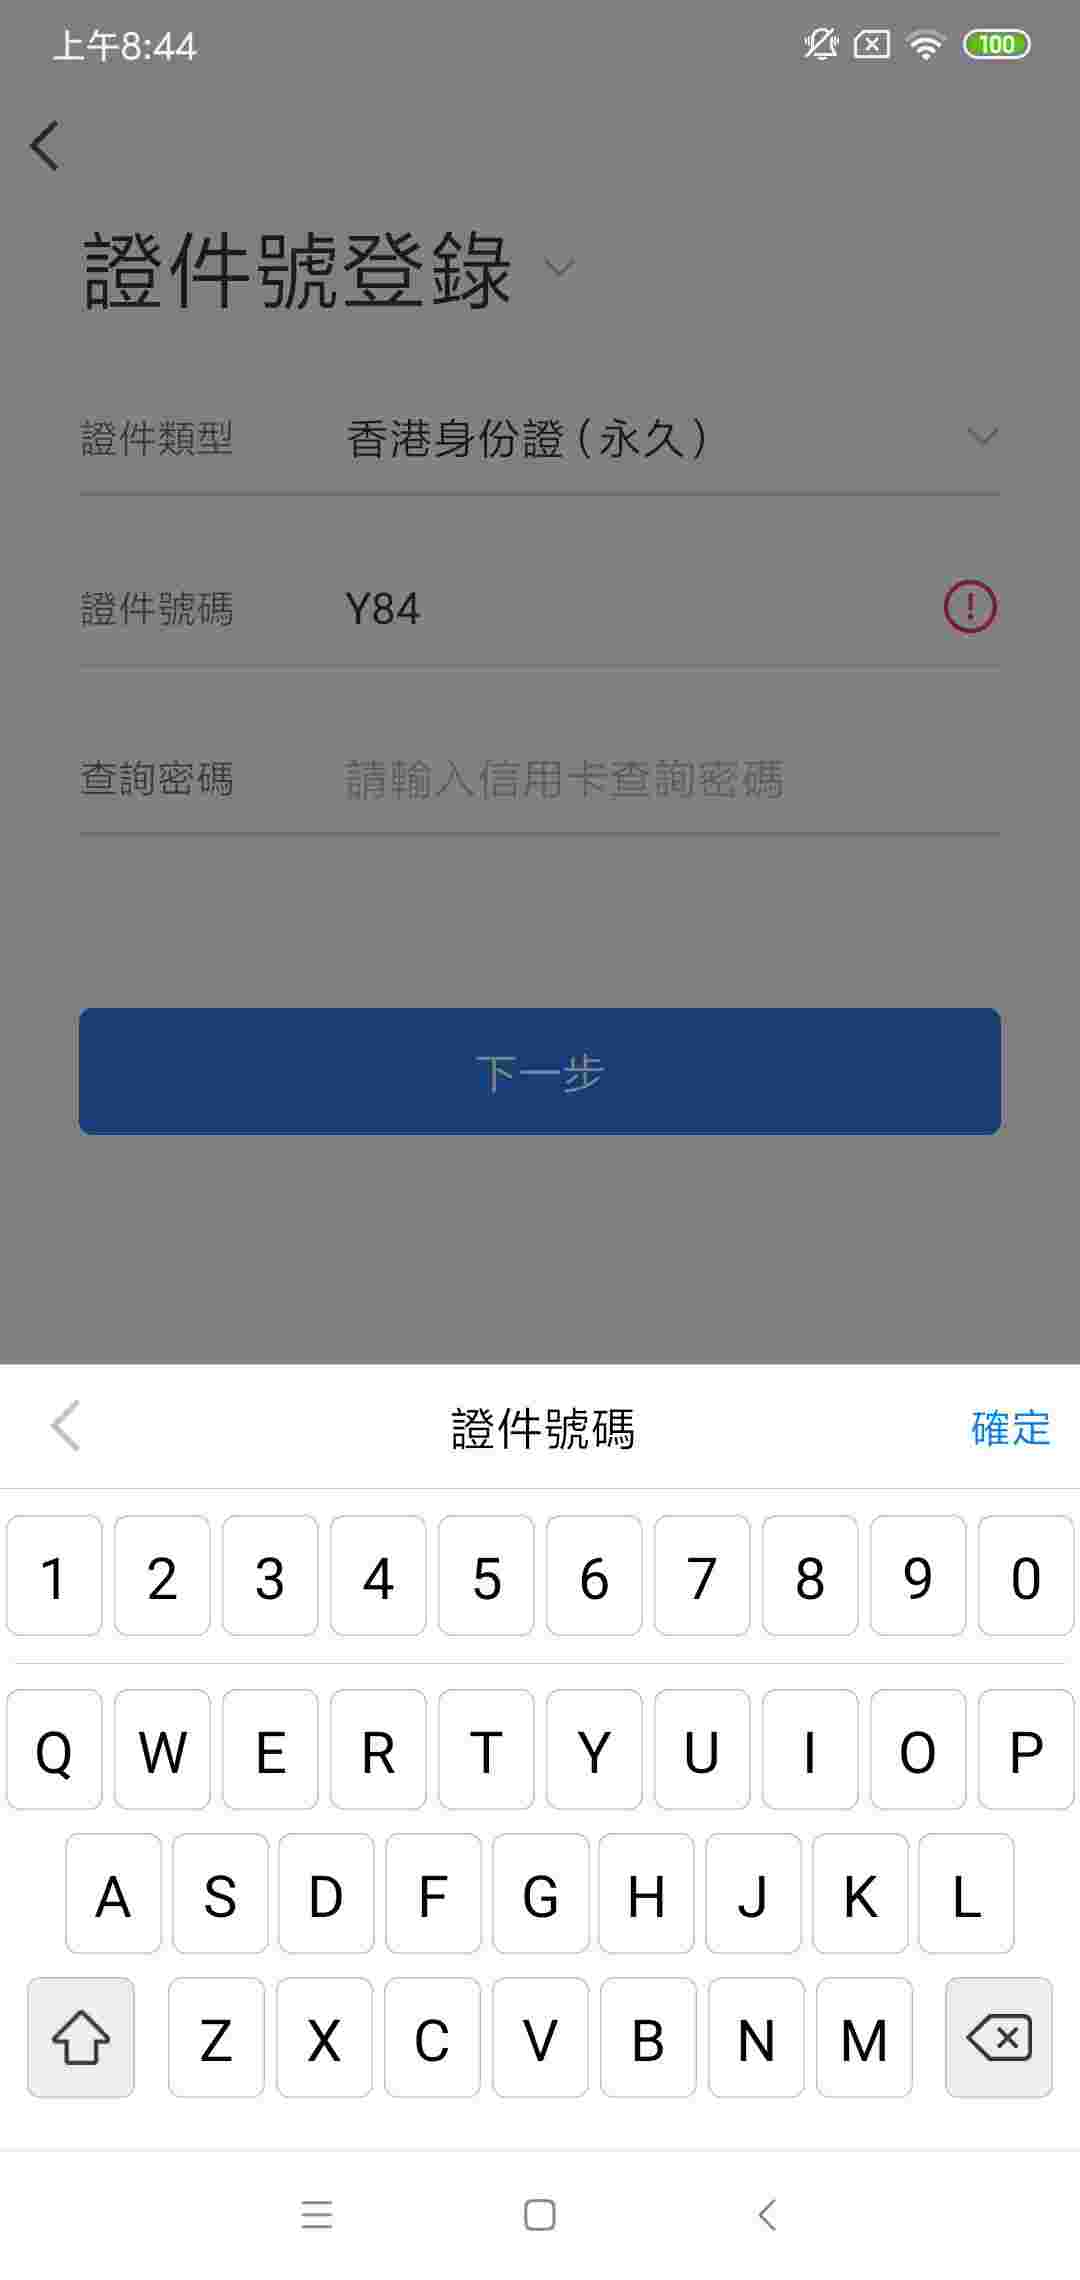 上午8:44
100
證件號登錄
證件類型 香港身份證（永久）
證件號碼 Y84
查詢密碼 請輸入信用卡查詢密碼
下一步
證件號碼 確定
1 2 3 4 5 6 7 8 9 0
Q W E R T Y U I O P
A S D F G H J K L
Z X C V B N M